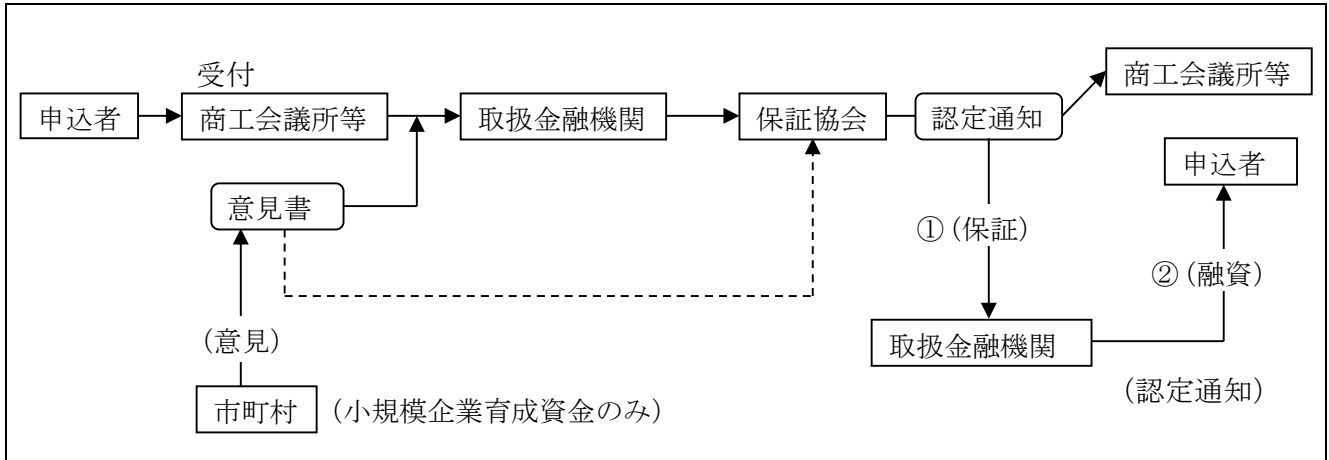 受付
申込者
商工会議所等
取扱金融機関
保証協会
認定通知
商工会議所等
申込者
意見書
①(保証)
②(融資)
(意見)
取扱金融機関
(認定通知)
市町村
(小規模企業育成資金のみ)